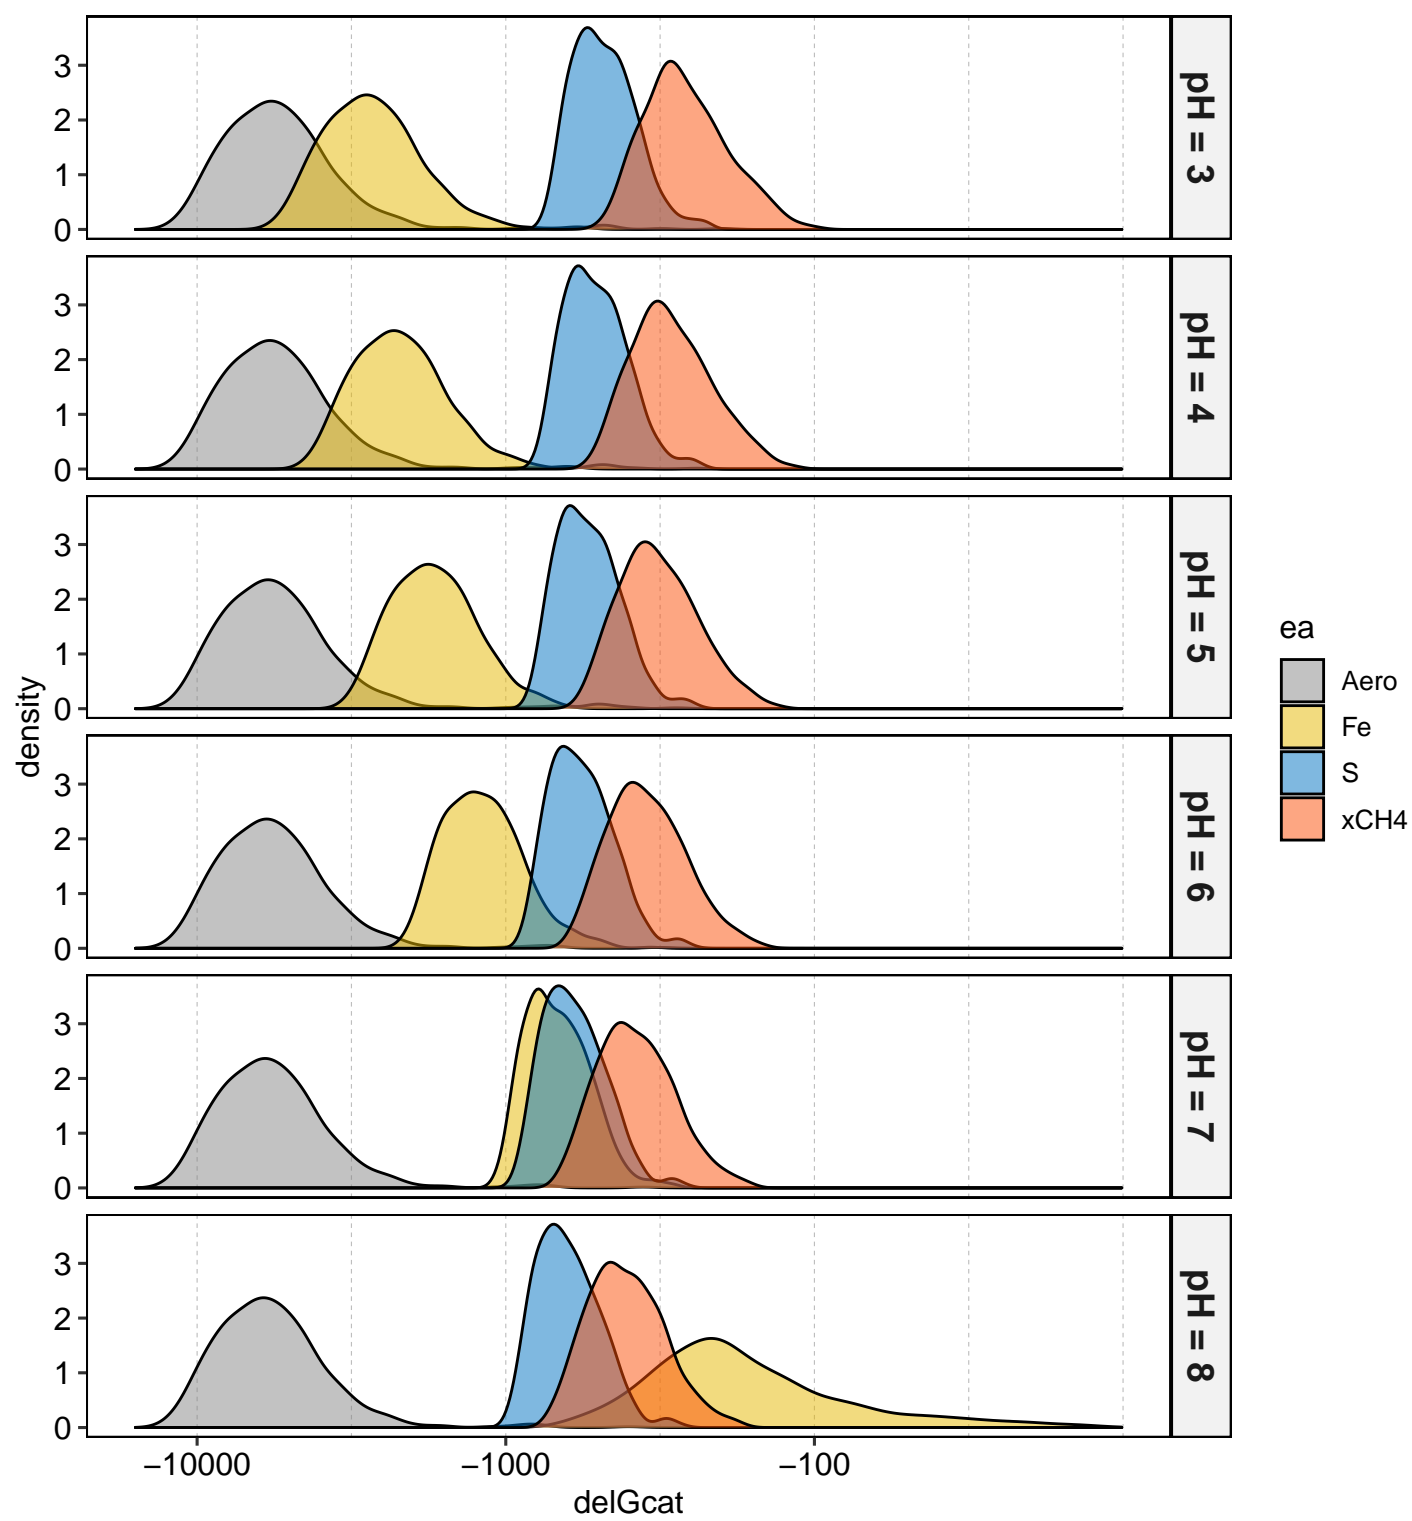 3
2
1
0
pH = 3
3
2
1
0
pH = 4
3
2
1
0
pH = 5
3
2
1
0
pH = 6
3
2
1
0
pH = 7
3
2
1
0
pH = 8
density
−10000 −1000 −100
delGcat
ea
Aero
Fe
S
xCH4